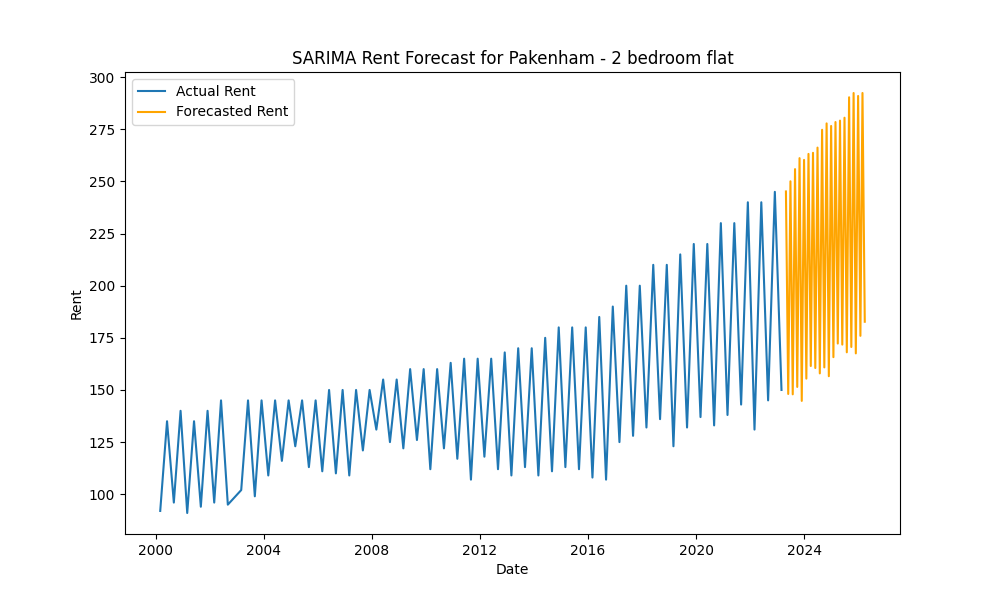 SARIMA Rent Forecast for Pakenham - 2 bedroom flat
Actual Rent
Forecasted Rent
300
275
250
225
200
175
150
125
100
Rent
2000 2004 2008 2012 2016 2020 2024
Date